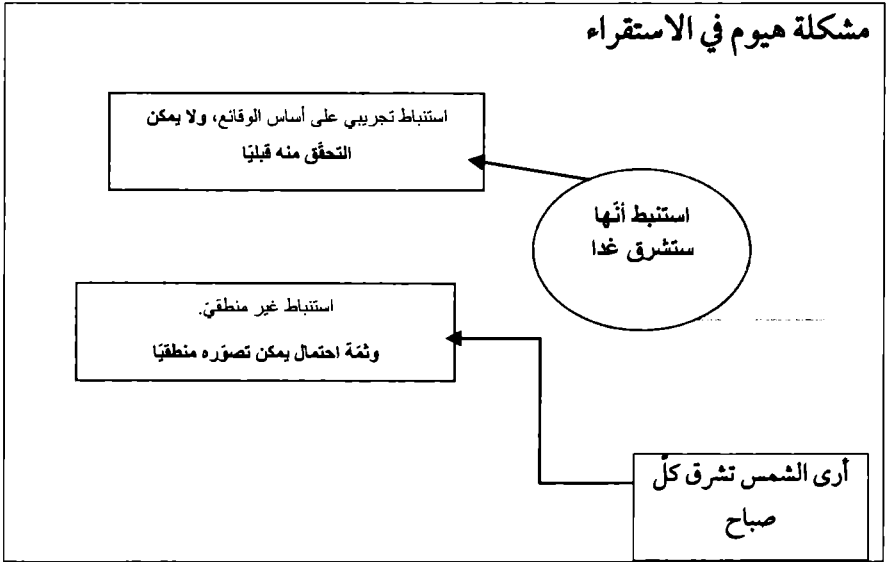 مشكلة هيوم في الاستقراء
استنباط تجريبي على أساس الوقائع، ولا يمكن
التحقّق منه قبليّا
استنبط أنّها
ستشرق غدا
استنباط غير منطقيّ.
وثمّة احتمال يمكن تصوّره منطقيّا
أرى الشمس تشرق كلّ
صباح